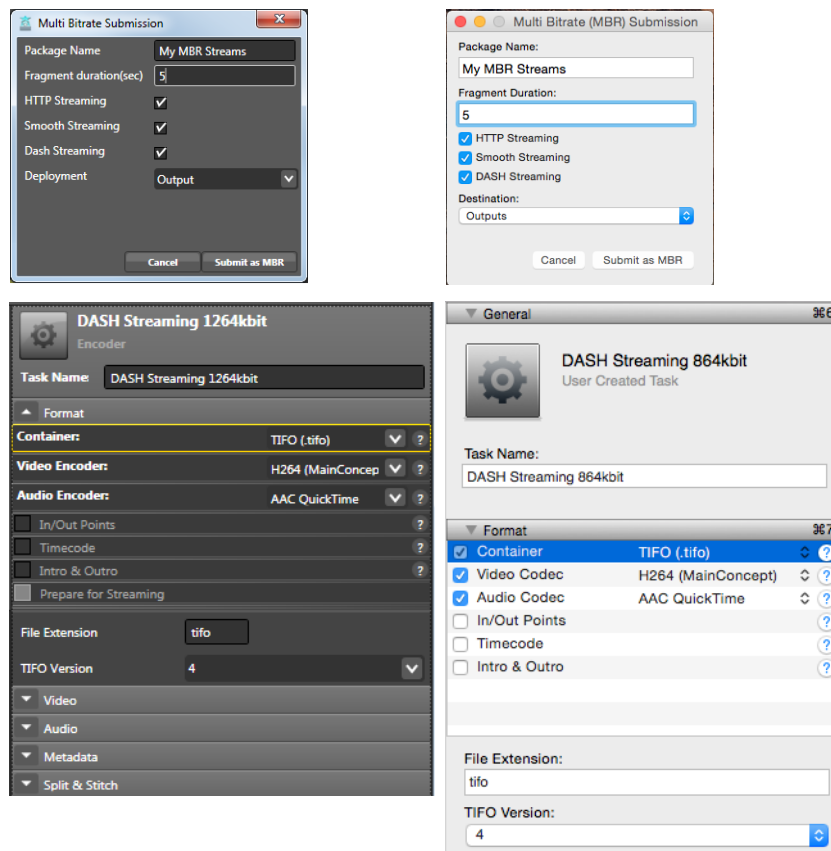 Multi Bitrate Submission
Package Name My MBR Streams
Fragment duration(sec) 5
HTTP Streaming
Smooth Streaming
Dash Streaming
Deployment Output
Cancel Submit as MBR
Multi Bitrate (MBR) Submission
Package Name:
My MBR Streams
Fragment Duration:
5
HTTP Streaming
Smooth Streaming
DASH Streaming
Destination:
Outputs
Cancel Submit as MBR
DASH Streaming 1264kbit
Encoder
Task Name DASH Streaming 1264kbit
Format
Container: TIFO (.tifo) ?
Video Encoder: H264 (MainConcep ?
Audio Encoder: AAC QuickTime ?
In/Out Points ?
Timecode ?
Intro & Outro ?
Prepare for Streaming
File Extension tifo
TIFO Version 4
Video
Audio
Metadata
Split & Stitch
General ⌘6
DASH Streaming 864kbit
User Created Task
Task Name:
DASH Streaming 864kbit
Format ⌘7
Container TIFO (.tifo) ?
Video Codec H264 (MainConcept) ?
Audio Codec AAC QuickTime ?
In/Out Points ?
Timecode ?
Intro & Outro ?
File Extension:
tifo
TIFO Version:
4